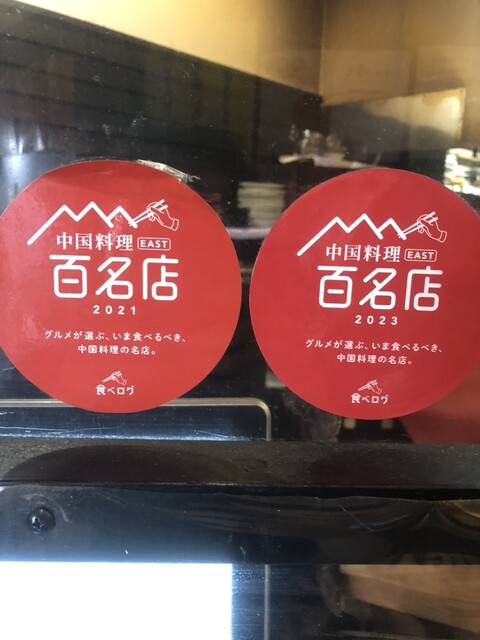 中国料理 EAST
百名店
2021
グルメが選ぶ、いま食べるべき、
中国料理の名店。
食べログ
中国料理 EAST
百名店
2023
グルメが選ぶ、いま食べるべき、
中国料理の名店。
食べログ